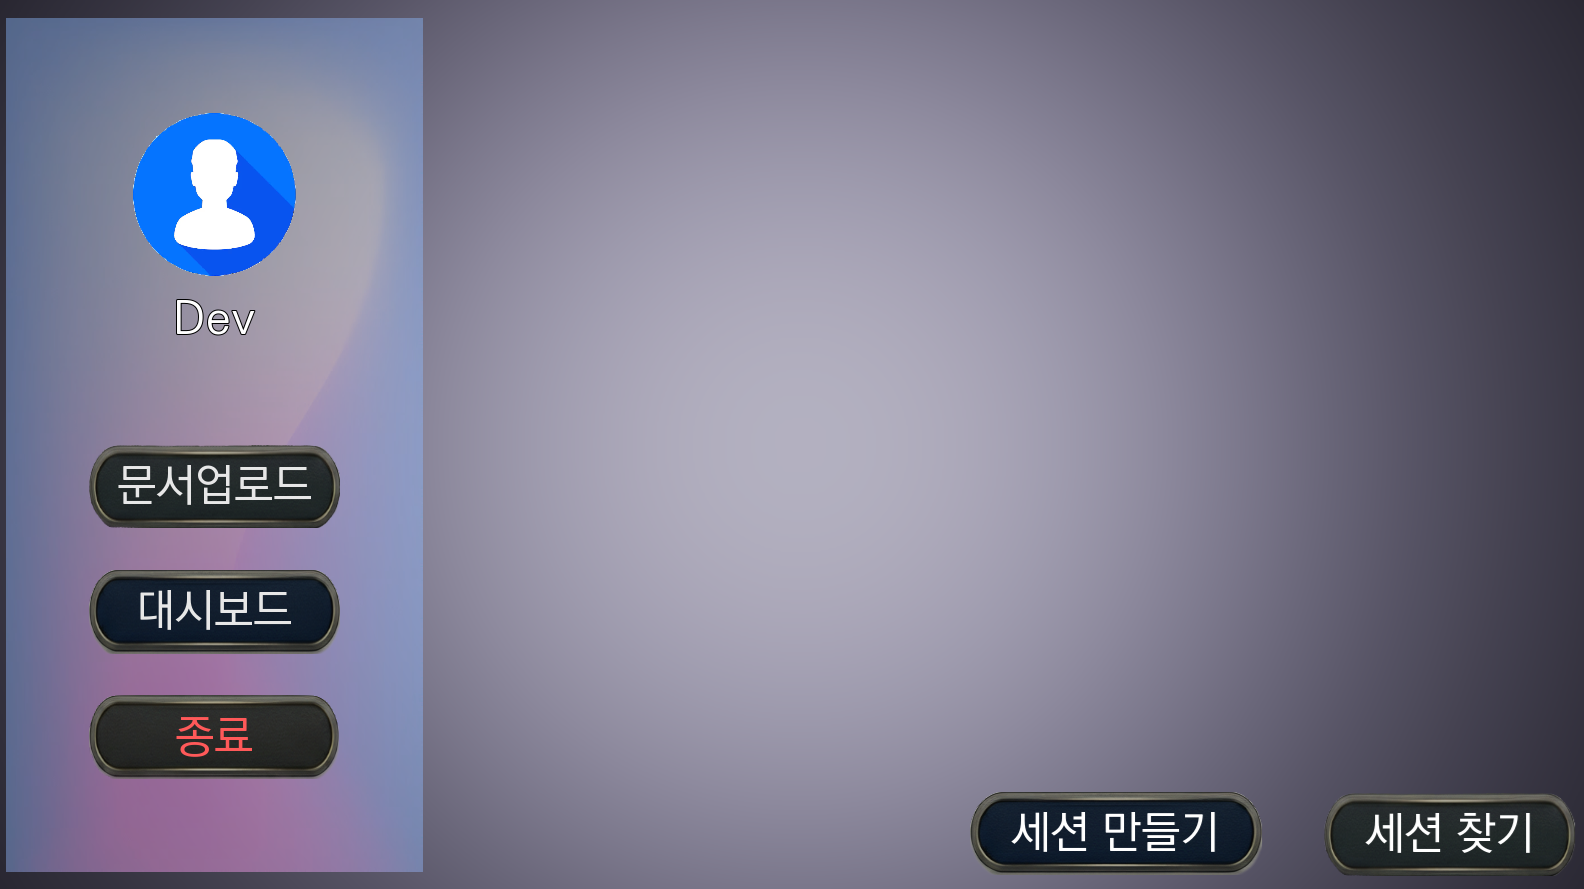 Dev
문서업로드
대시보드
종료
세션 만들기
세션 찾기